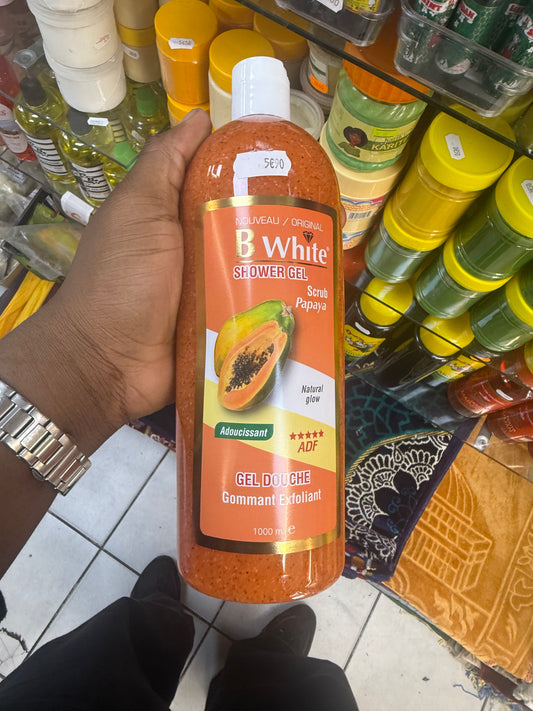 5€90
NOUVEAU / ORIGINAL
B White®
SHOWER GEL
Scrub
Papaya
Natural
glow
Adoucissant
★★★★★
ADF
GEL DOUCHE
Gommant Exfoliant
1000 ml e
KARITE